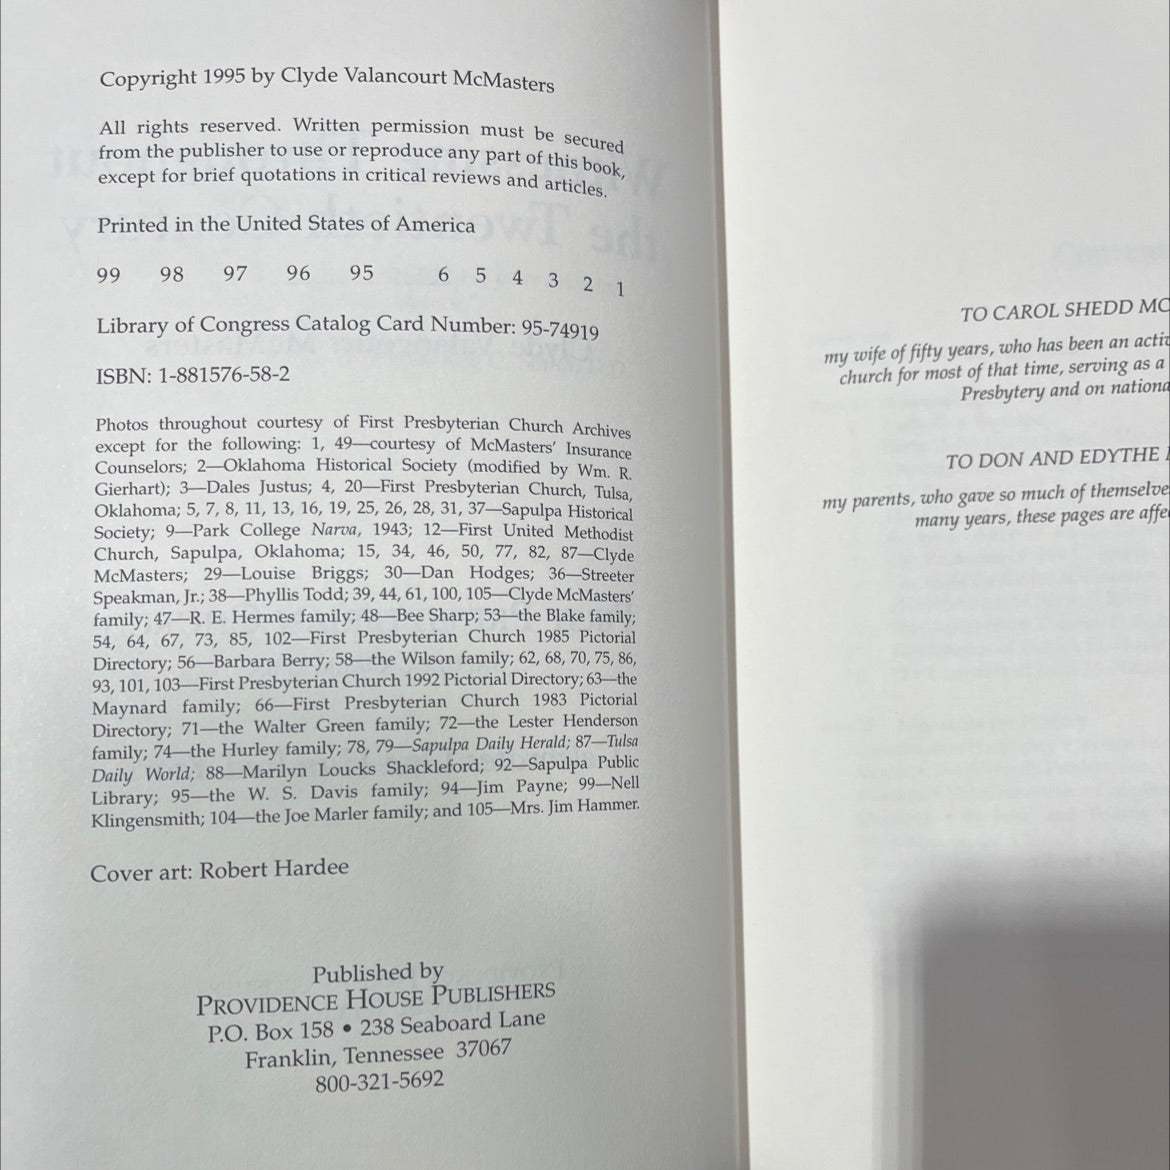 Copyright 1995 by Clyde Valancourt McMasters
All rights reserved. Written permission must be secured
from the publisher to use or reproduce any part of this book,
except for brief quotations in critical reviews and articles.
Printed in the United States of America
99 98 97 96 95 6 5 4 3 2 1
Library of Congress Catalog Card Number: 95-74919
ISBN: 1-881576-58-2
Photos throughout courtesy of First Presbyterian Church Archives
except for the following: 1, 49—courtesy of McMasters' Insurance
Counselors; 2—Oklahoma Historical Society (modified by Wm. R.
Gierhart); 3—Dales Justus; 4, 20—First Presbyterian Church, Tulsa,
Oklahoma; 5, 7, 8, 11, 13, 16, 19, 25, 26, 28, 31, 37—Sapulpa Historical
Society; 9—Park College Narva, 1943; 12—First United Methodist
Church, Sapulpa, Oklahoma; 15, 34, 46, 50, 77, 82, 87—Clyde
McMasters; 29—Louise Briggs; 30—Dan Hodges; 36—Streeter
Speakman, Jr.; 38—Phyllis Todd; 39, 44, 61, 100, 105—Clyde McMasters'
family; 47—R. E. Hermes family; 48—Bee Sharp; 53—the Blake family;
54, 64, 67, 73, 85, 102—First Presbyterian Church 1985 Pictorial
Directory; 56—Barbara Berry; 58—the Wilson family; 62, 68, 70, 75, 86,
93, 101, 103—First Presbyterian Church 1992 Pictorial Directory; 63—the
Maynard family; 66—First Presbyterian Church 1983 Pictorial
Directory; 71—the Walter Green family; 72—the Lester Henderson
family; 74—the Hurley family; 78, 79—Sapulpa Daily Herald; 87—Tulsa
Daily World; 88—Marilyn Loucks Shackleford; 92—Sapulpa Public
Library; 95—the W. S. Davis family; 94—Jim Payne; 99—Nell
Klingensmith; 104—the Joe Marler family; and 105—Mrs. Jim Hammer.
Cover art: Robert Hardee
Published by
PROVIDENCE HOUSE PUBLISHERS
P.O. Box 158 • 238 Seaboard Lane
Franklin, Tennessee 37067
800-321-5692
TO CAROL SHEDD MC
my wife of fifty years, who has been an activ
church for most of that time, serving as a
Presbytery and on nationa
TO DON AND EDYTHE
my parents, who gave so much of themselve
many years, these pages are affe